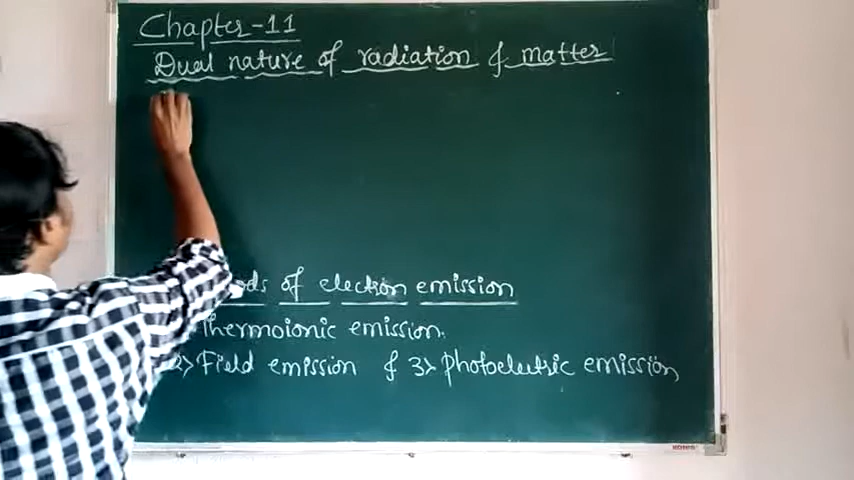 Chapter-11
Dual nature of radiation & matter
of electron emission
Thermoionic emission.
2> Field emission & 3> Photoelectric emission,